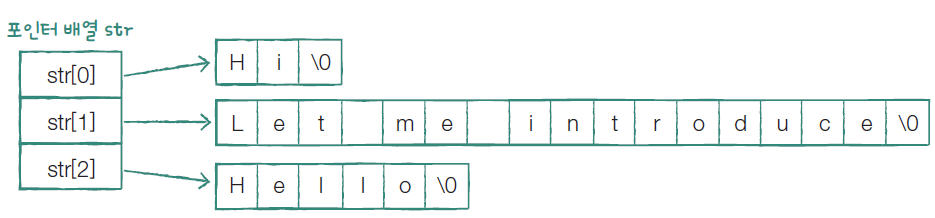 포인터 배열 str
str[0] H i \0
str[1] L e t m e i n t r o d u c e \0
str[2] H e l l o \0